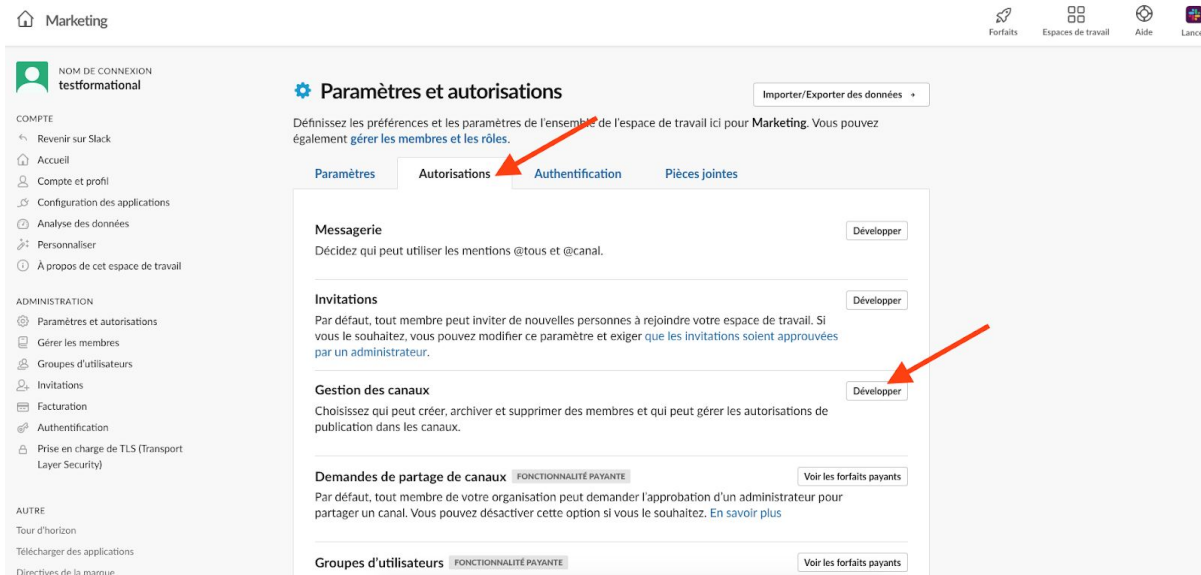 Marketing
Forfaits
Espaces de travail
Aide
NOM DE CONNEXION
testformational
COMPTE
Revenir sur Slack
Accueil
Compte et profil
Configuration des applications
Analyse des données
Personnaliser
À propos de cet espace de travail
ADMINISTRATION
Paramètres et autorisations
Gérer les membres
Groupes d'utilisateurs
Invitations
Facturation
Authentification
Prise en charge de TLS (Transport
Layer Security)
AUTRE
Tour d'horizon
Télécharger des applications
Directives de la marque
Paramètres et autorisations
Importer/Exporter des données
Définissez les préférences et les paramètres de l'ensemble de l'espace de travail ici pour Marketing. Vous pouvez
également gérer les membres et les rôles.
Paramètres
Autorisations
Authentification
Pièces jointes
Messagerie
Développer
Décidez qui peut utiliser les mentions @tous et @canal.
Invitations
Développer
Par défaut, tout membre peut inviter de nouvelles personnes à rejoindre votre espace de travail. Si
vous le souhaitez, vous pouvez modifier ce paramètre et exiger que les invitations soient approuvées
par un administrateur.
Gestion des canaux
Développer
Choisissez qui peut créer, archiver et supprimer des membres et qui peut gérer les autorisations de
publication dans les canaux.
Demandes de partage de canaux FONCTIONNALITÉ PAYANTE
Voir les forfaits payants
Par défaut, tout membre de votre organisation peut demander l'approbation d'un administrateur pour
partager un canal. Vous pouvez désactiver cette option si vous le souhaitez. En savoir plus
Groupes d'utilisateurs FONCTIONNALITÉ PAYANTE
Voir les forfaits payants